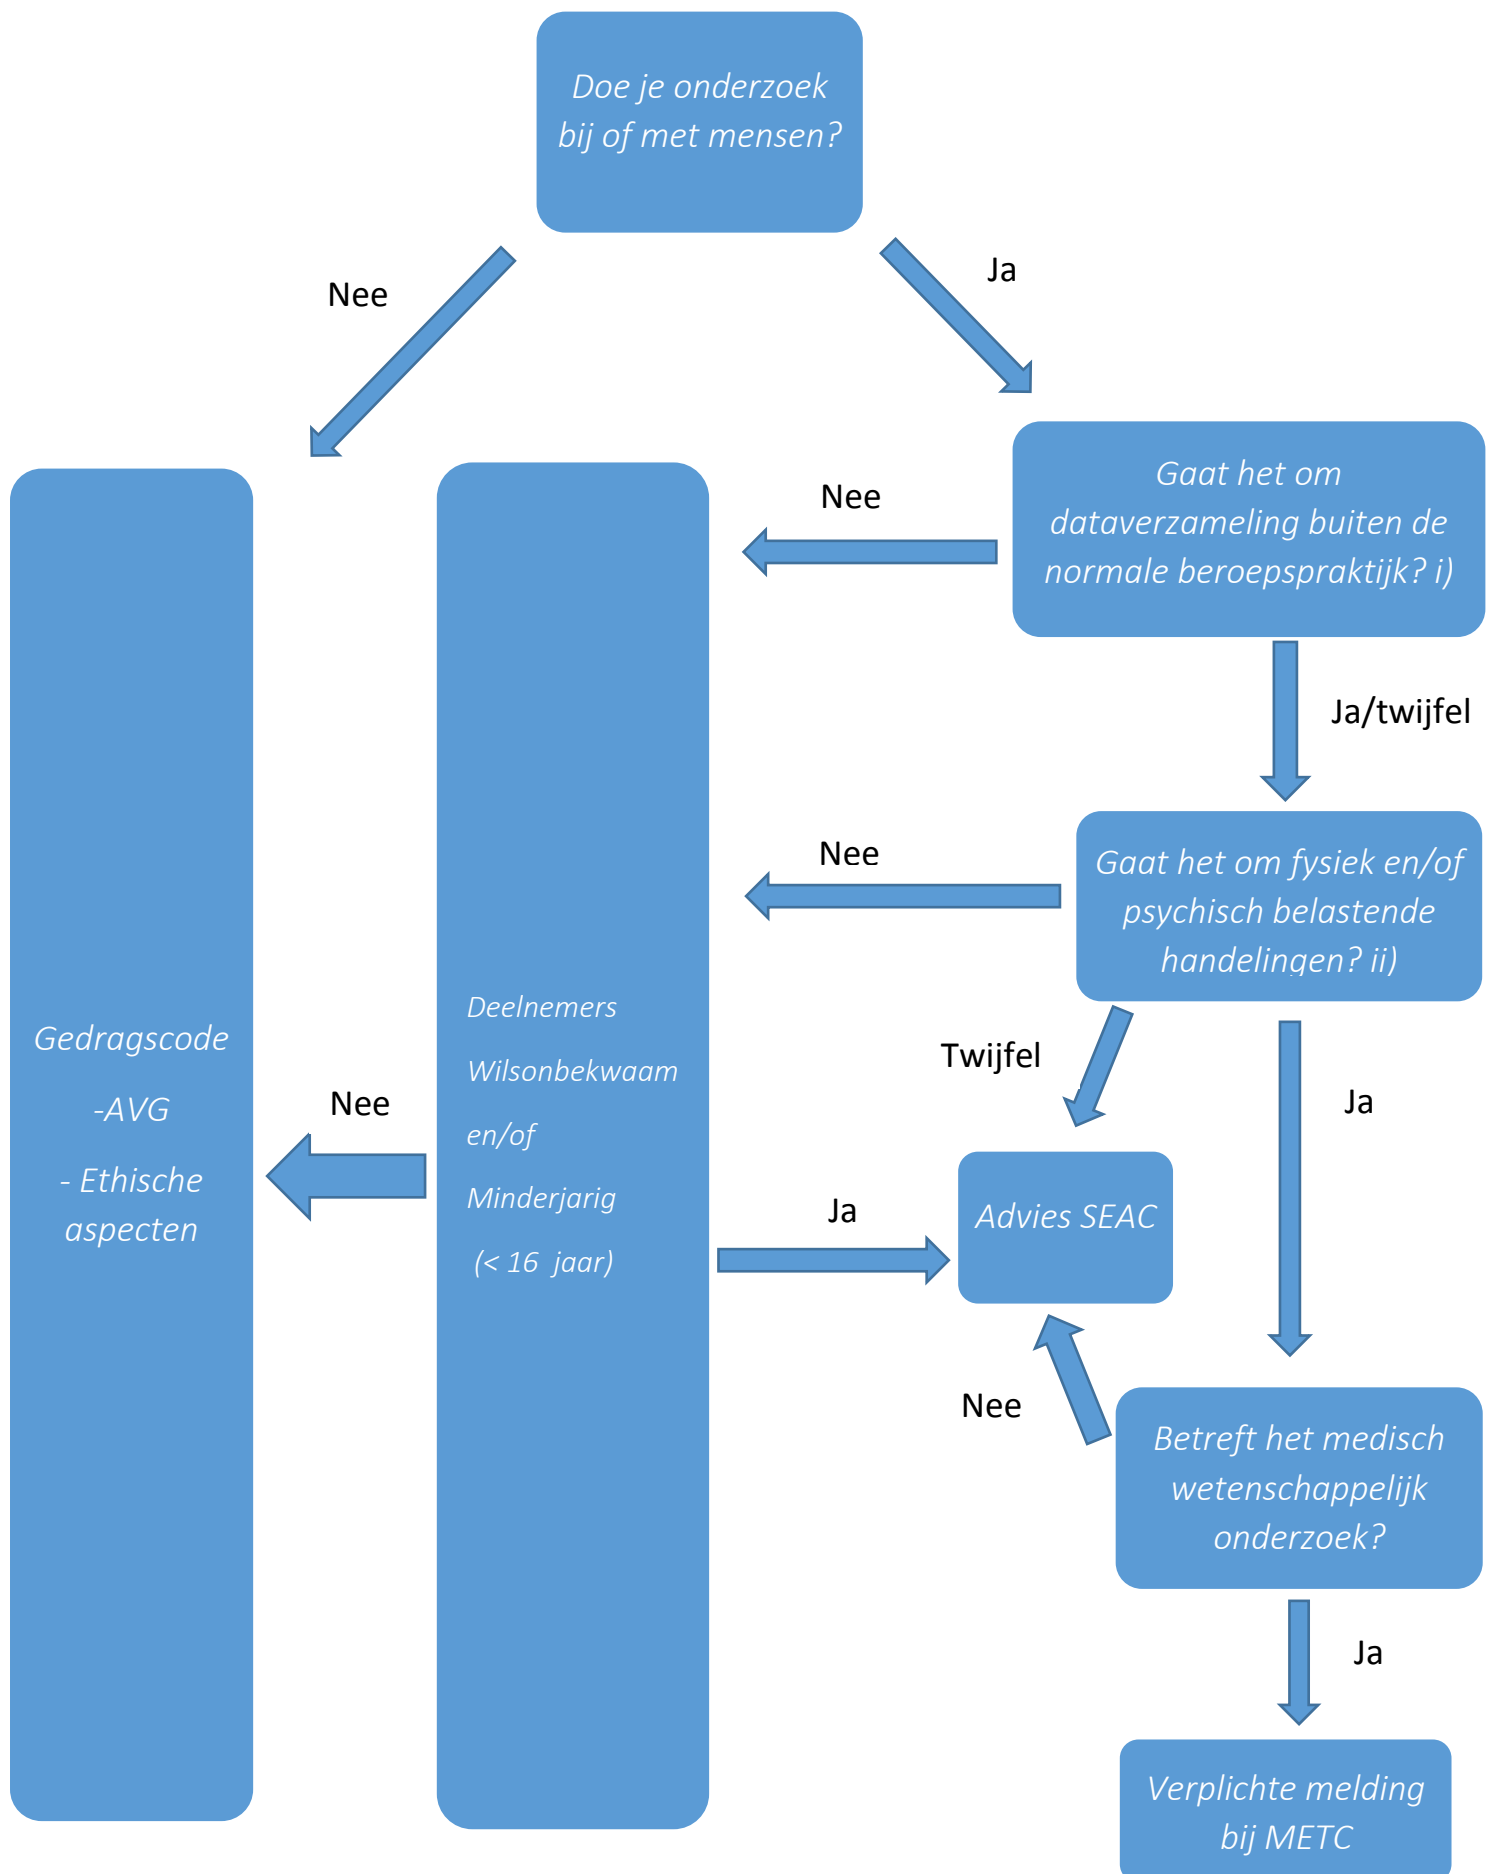 Doe je onderzoek
bij of met mensen?
Nee
Ja
Gaat het om
dataverzameling buiten de
normale beroepspraktijk? i)
Nee
Ja/twijfel
Gaat het om fysiek en/of
psychisch belastende
handelingen? ii)
Nee
Twijfel
Ja
Deelnemers
Wilsonbekwaam
en/of
Minderjarig
(< 16 jaar)
Nee
Ja
Gedragscode
-AVG
- Ethische
aspecten
Advies SEAC
Nee
Betreft het medisch
wetenschappelijk
onderzoek?
Ja
Verplichte melding
bij METC